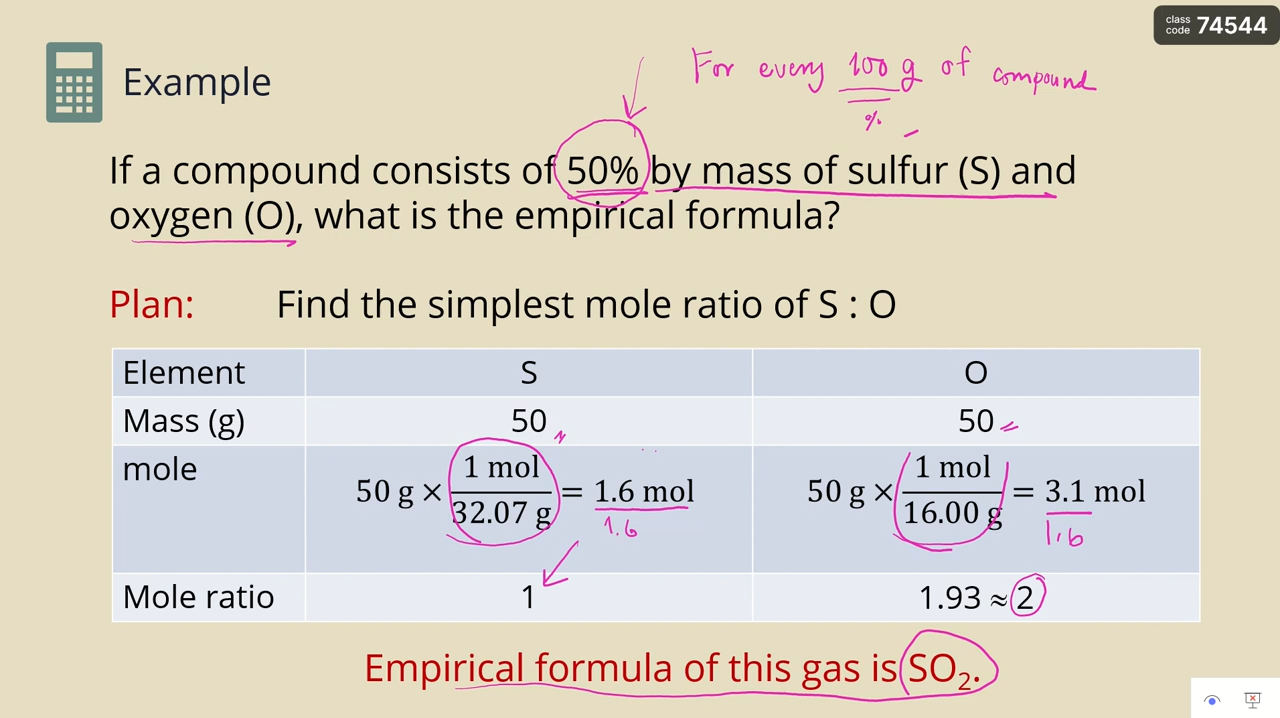 class code 74544
For every 100 g of compound
%
Example
If a compound consists of 50% by mass of sulfur (S) and
oxygen (O), what is the empirical formula?
Plan: Find the simplest mole ratio of S : O
Element S O
Mass (g) 50 50
mole 50 g × 1 mol/32.07 g = 1.6 mol 50 g × 1 mol/16.00 g = 3.1 mol
1.6 1.6
Mole ratio 1 1.93 ≈ 2
Empirical formula of this gas is SO₂.